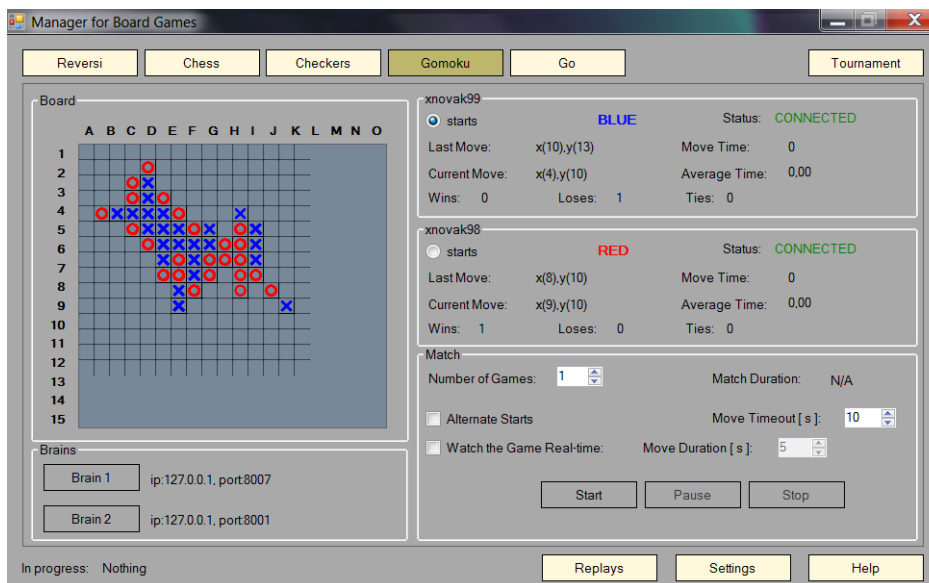 Manager for Board Games
Reversi Chess Checkers Gomoku Go Tournament
Board
A B C D E F G H I J K L M N O
1
2
3
4
5
6
7
8
9
10
11
12
13
14
15
Brains
Brain 1 ip:127.0.0.1, port:8007
Brain 2 ip:127.0.0.1, port:8001
xnovak99
starts BLUE Status: CONNECTED
Last Move: x(10),y(13) Move Time: 0
Current Move: x(4),y(10) Average Time: 0,00
Wins: 0 Loses: 1 Ties: 0
xnovak98
starts RED Status: CONNECTED
Last Move: x(8),y(10) Move Time: 0
Current Move: x(9),y(10) Average Time: 0,00
Wins: 1 Loses: 0 Ties: 0
Match
Number of Games: 1 Match Duration: N/A
Alternate Starts Move Timeout [ s ]: 10
Watch the Game Real-time: Move Duration [ s ]: 5
Start Pause Stop
In progress: Nothing Replays Settings Help